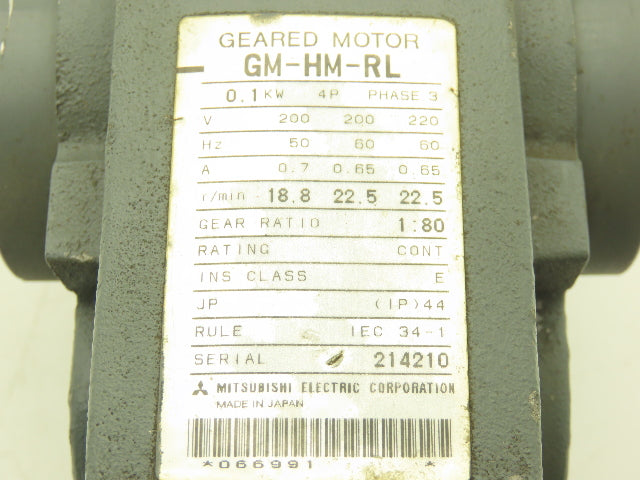 GEARED MOTOR
GM-HM-RL
0.1 KW 4P PHASE 3
V 200 200 220
Hz 50 60 60
A 0.7 0.65 0.65
r/min 18.8 22.5 22.5
GEAR RATIO 1:80
RATING CONT
INS CLASS E
JP (IP)44
RULE IEC 34-1
SERIAL 214210
MITSUBISHI ELECTRIC CORPORATION
MADE IN JAPAN
*066991 *